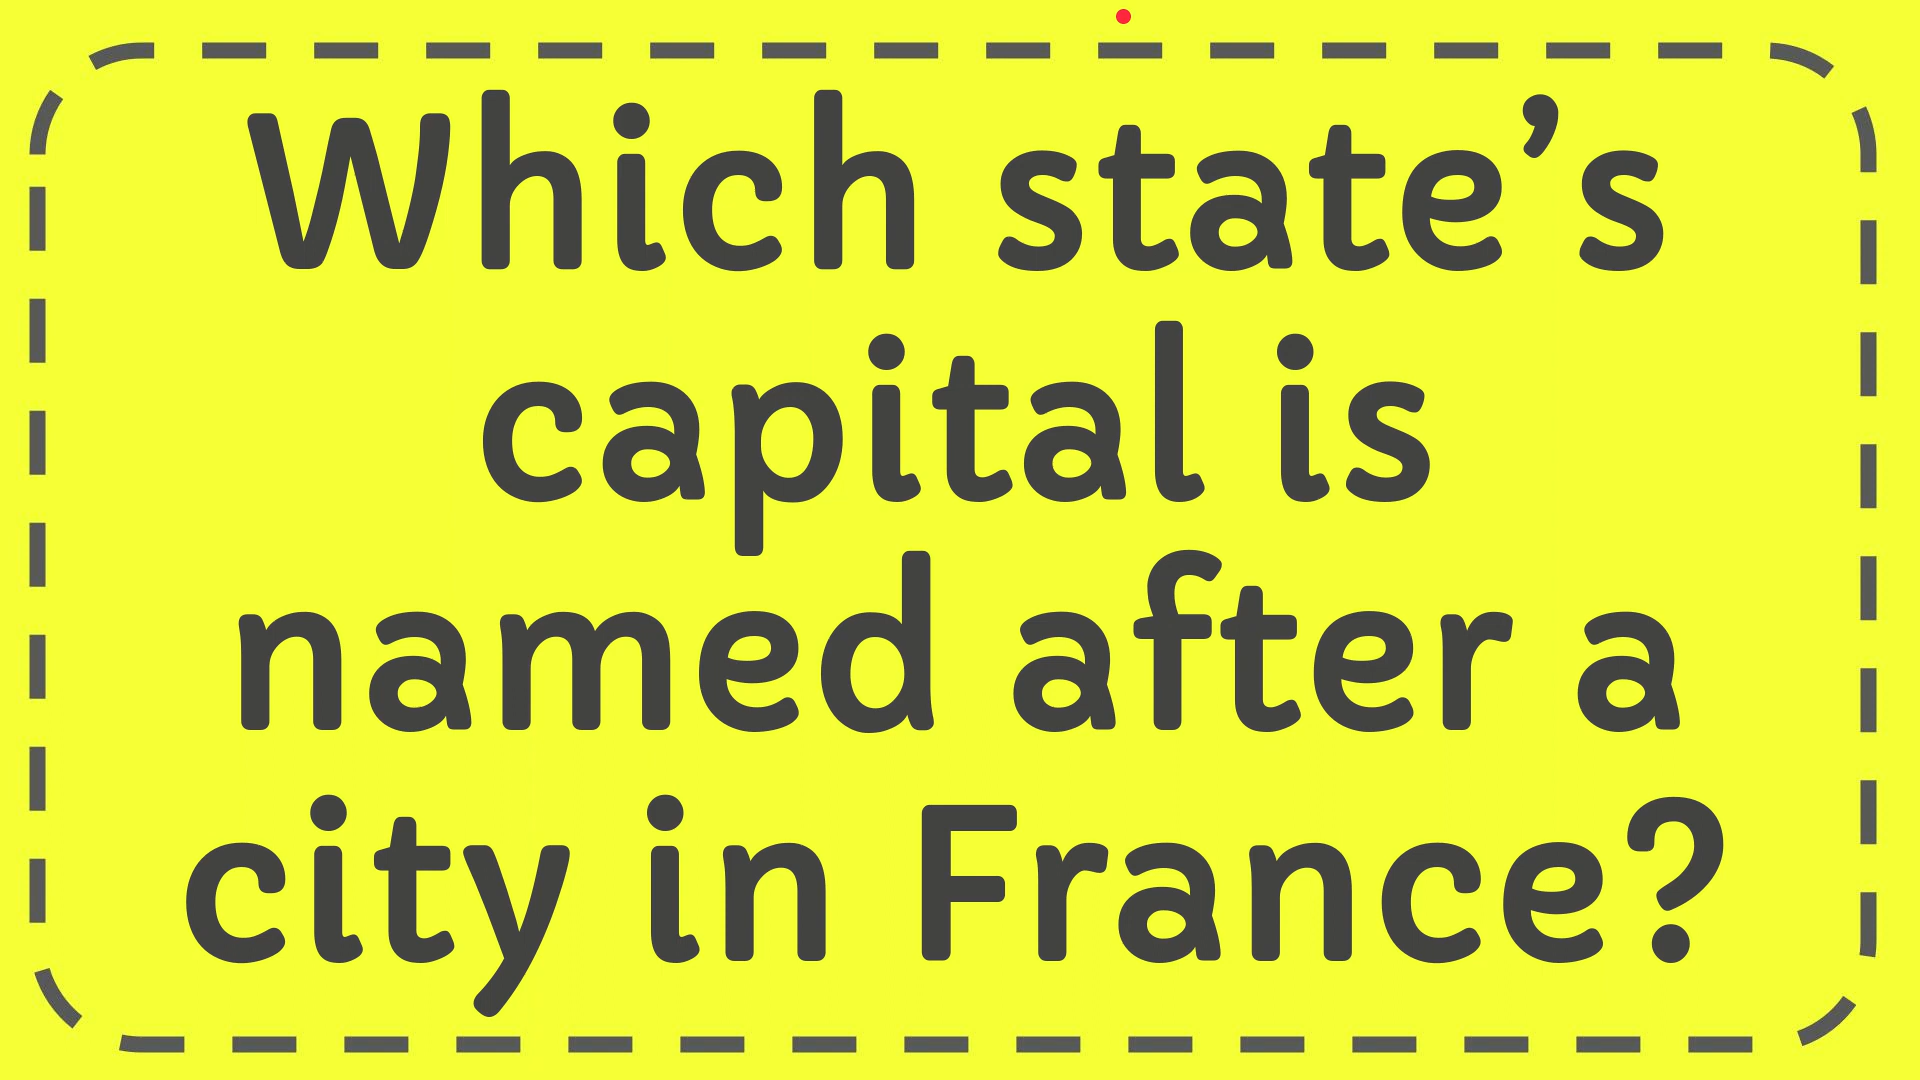 Which state’s
capital is
named after a
city in France?